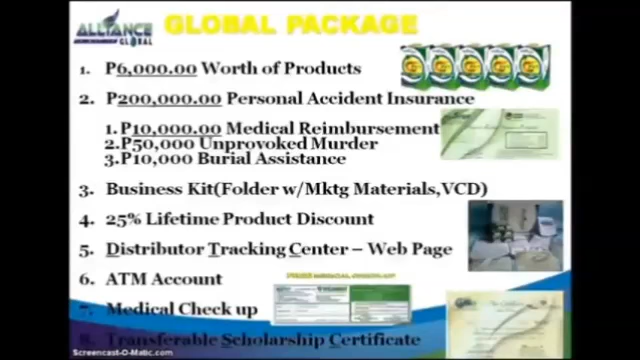 ALLIANCE
GLOBAL
GLOBAL PACKAGE
1. P6,000.00 Worth of Products
2. P200,000.00 Personal Accident Insurance
1.P10,000.00 Medical Reimbursement
2.P50,000 Unprovoked Murder
3.P10,000 Burial Assistance
3. Business Kit(Folder w/Mktg Materials,VCD)
4. 25% Lifetime Product Discount
5. Distributor Tracking Center – Web Page
6. ATM Account
7. Medical Check up
8. Transferable Scholarship Certificate
Screencast-O-Matic.com